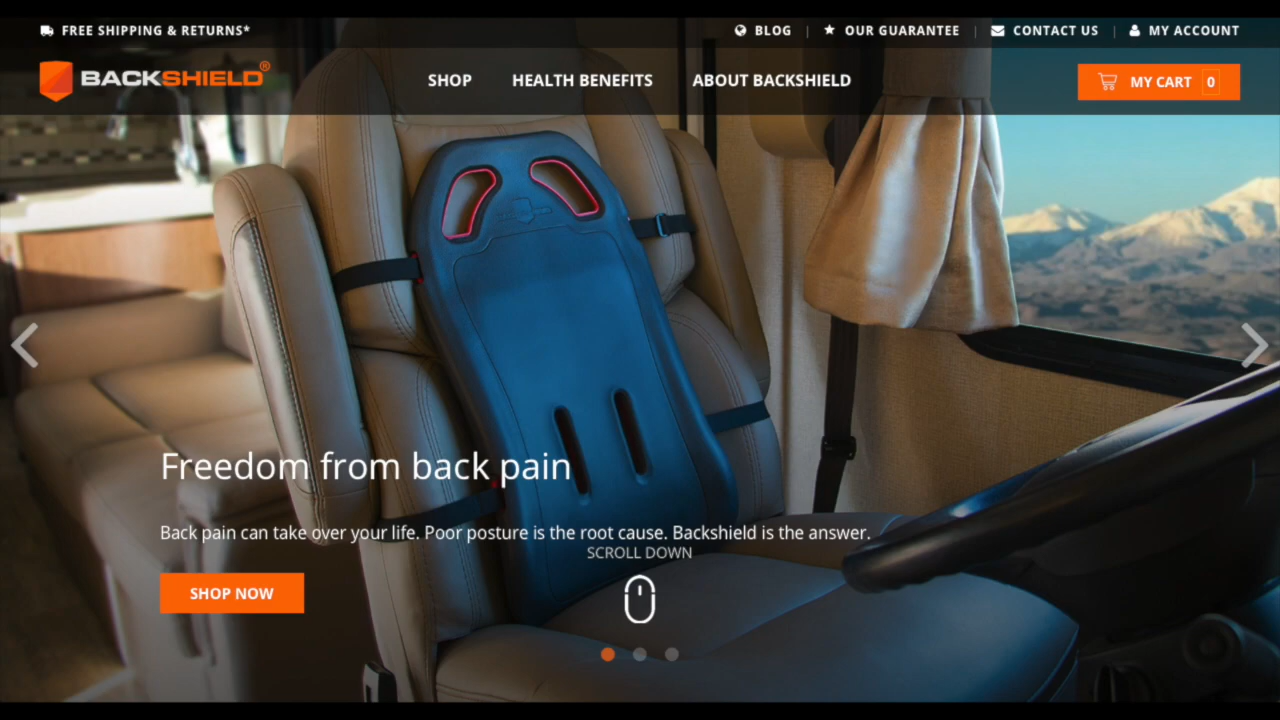 FREE SHIPPING & RETURNS*
BLOG
OUR GUARANTEE
CONTACT US
MY ACCOUNT
BACKSHIELD®
SHOP
HEALTH BENEFITS
ABOUT BACKSHIELD
MY CART 0
Freedom from back pain
Back pain can take over your life. Poor posture is the root cause. Backshield is the answer.
SCROLL DOWN
SHOP NOW